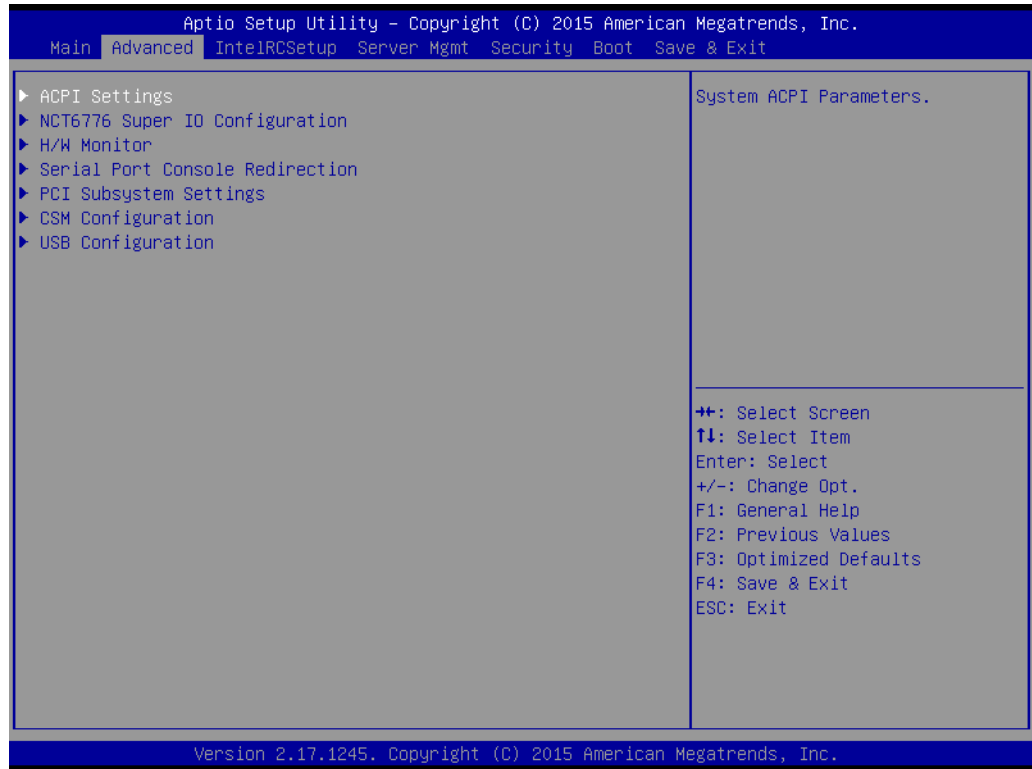 Aptio Setup Utility – Copyright (C) 2015 American Megatrends, Inc.
Main Advanced IntelRCSetup Server Mgmt Security Boot Save & Exit
▶ ACPI Settings
▶ NCT6776 Super IO Configuration
▶ H/W Monitor
▶ Serial Port Console Redirection
▶ PCI Subsystem Settings
▶ CSM Configuration
▶ USB Configuration
System ACPI Parameters.
→←: Select Screen
↑↓: Select Item
Enter: Select
+/-: Change Opt.
F1: General Help
F2: Previous Values
F3: Optimized Defaults
F4: Save & Exit
ESC: Exit
Version 2.17.1245. Copyright (C) 2015 American Megatrends, Inc.